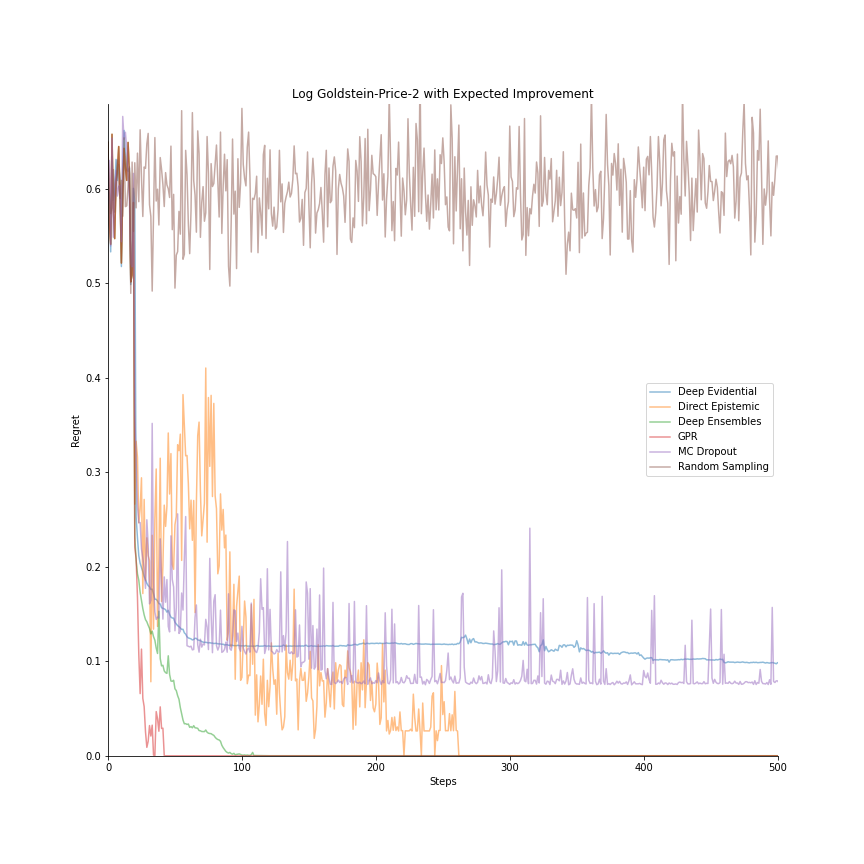 Log Goldstein-Price-2 with Expected Improvement
0.6
0.5
0.4
0.3
0.2
0.1
0.0
Regret
Deep Evidential
Direct Epistemic
Deep Ensembles
GPR
MC Dropout
Random Sampling
0
100
200
300
400
500
Steps